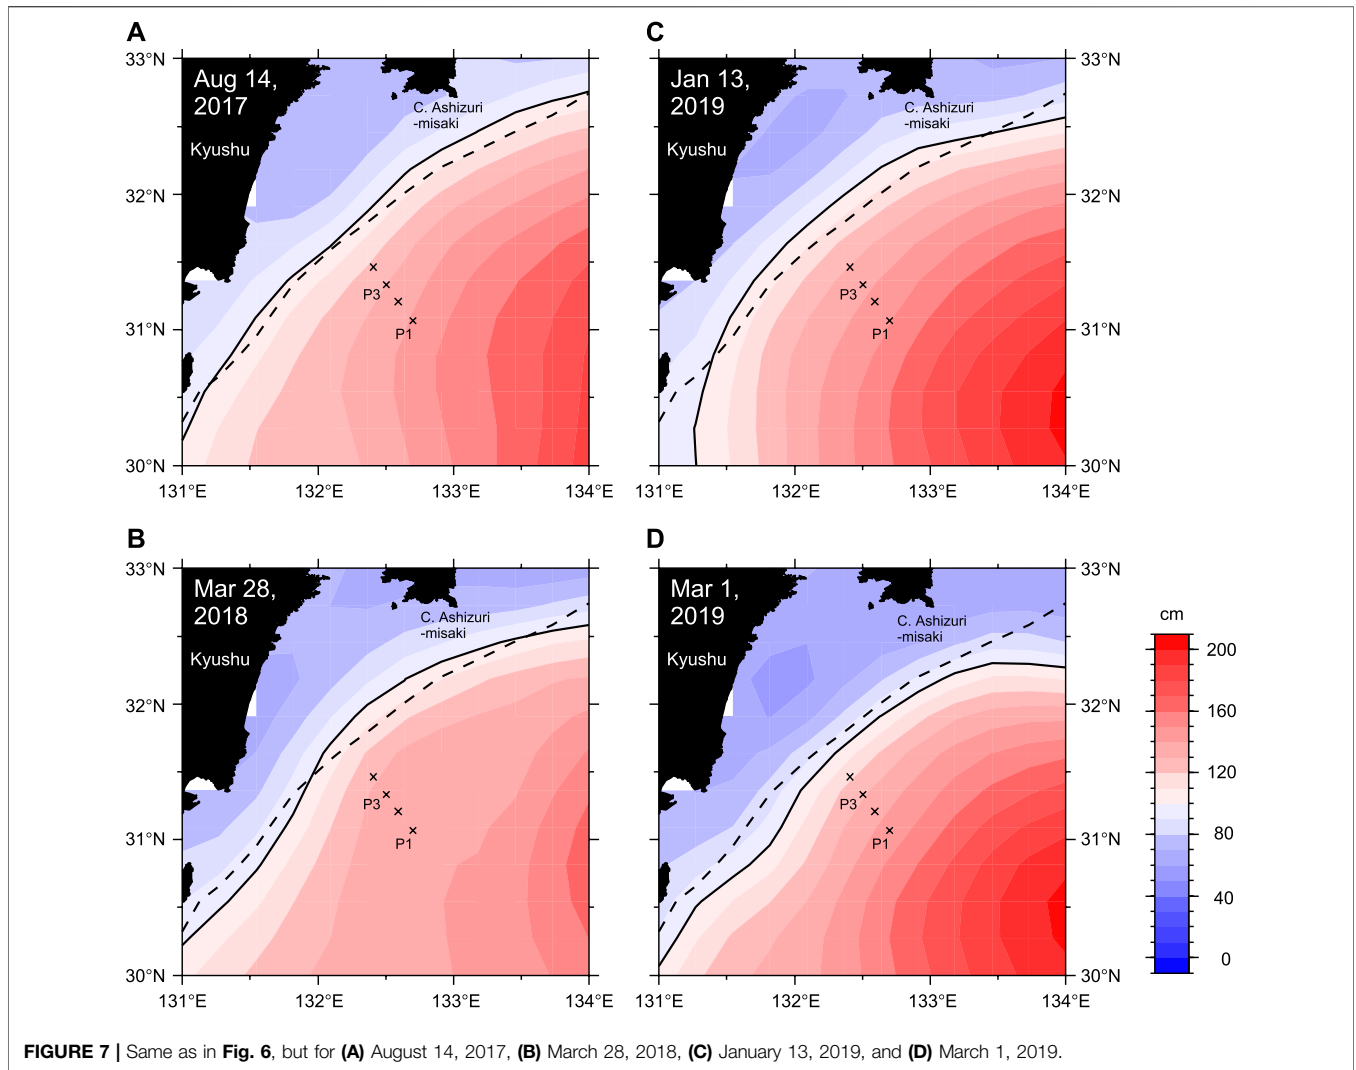 A
33°N
32°N
31°N
30°N
131°E
132°E
133°E
134°E
Aug 14,
2017
Kyushu
C. Ashizuri
-misaki
P3
P1
C
33°N
32°N
31°N
30°N
131°E
132°E
133°E
134°E
Jan 13,
2019
Kyushu
C. Ashizuri
-misaki
P3
P1
B
33°N
32°N
31°N
30°N
131°E
132°E
133°E
134°E
Mar 28,
2018
Kyushu
C. Ashizuri
-misaki
P3
P1
D
33°N
32°N
31°N
30°N
131°E
132°E
133°E
134°E
Mar 1,
2019
Kyushu
C. Ashizuri
-misaki
P3
P1
cm
200
160
120
80
40
0
FIGURE 7 | Same as in Fig. 6, but for (A) August 14, 2017, (B) March 28, 2018, (C) January 13, 2019, and (D) March 1, 2019.